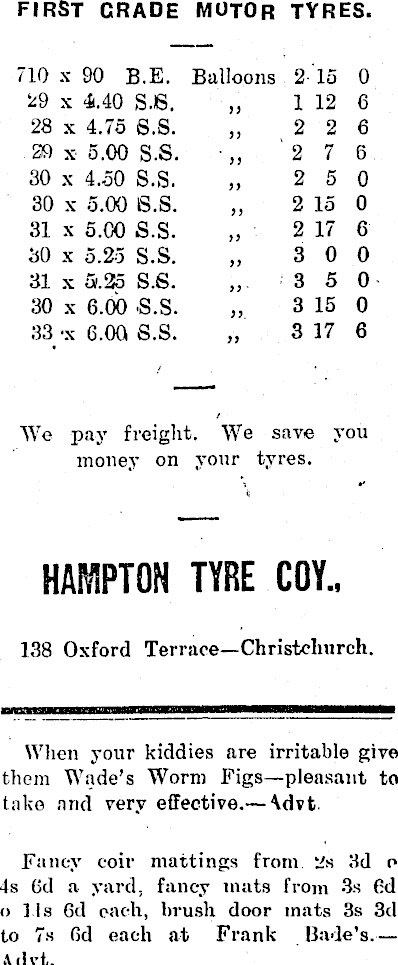 FIRST GRADE MOTOR TYRES.
710 x 90 B.E. Balloons 2 15 0
29 x 4.40 S.S. ,, 1 12 6
28 x 4.75 S.S. ,, 2 2 6
29 x 5.00 S.S. ,, 2 7 6
30 x 4.50 S.S. ,, 2 5 0
30 x 5.00 S.S. ,, 2 15 0
31 x 5.00 S.S. ,, 2 17 6
30 x 5.25 S.S. ,, 3 0 0
31 x 5.25 S.S. ,, 3 5 0
30 x 6.00 S.S. ,, 3 15 0
33 x 6.00 S.S. ,, 3 17 6
We pay freight. We save you
money on your tyres.
HAMPTON TYRE COY.,
138 Oxford Terrace—Christchurch.
When your kiddies are irritable give
them Wade's Worm Figs—pleasant to
take and very effective.—Advt.
Fancy coir mattings from 2s 3d o
4s 6d a yard, fancy mats from 3s 6d
o 11s 6d each, brush door mats 3s 3d
to 7s 6d each at Frank Bade's.—
Advt.